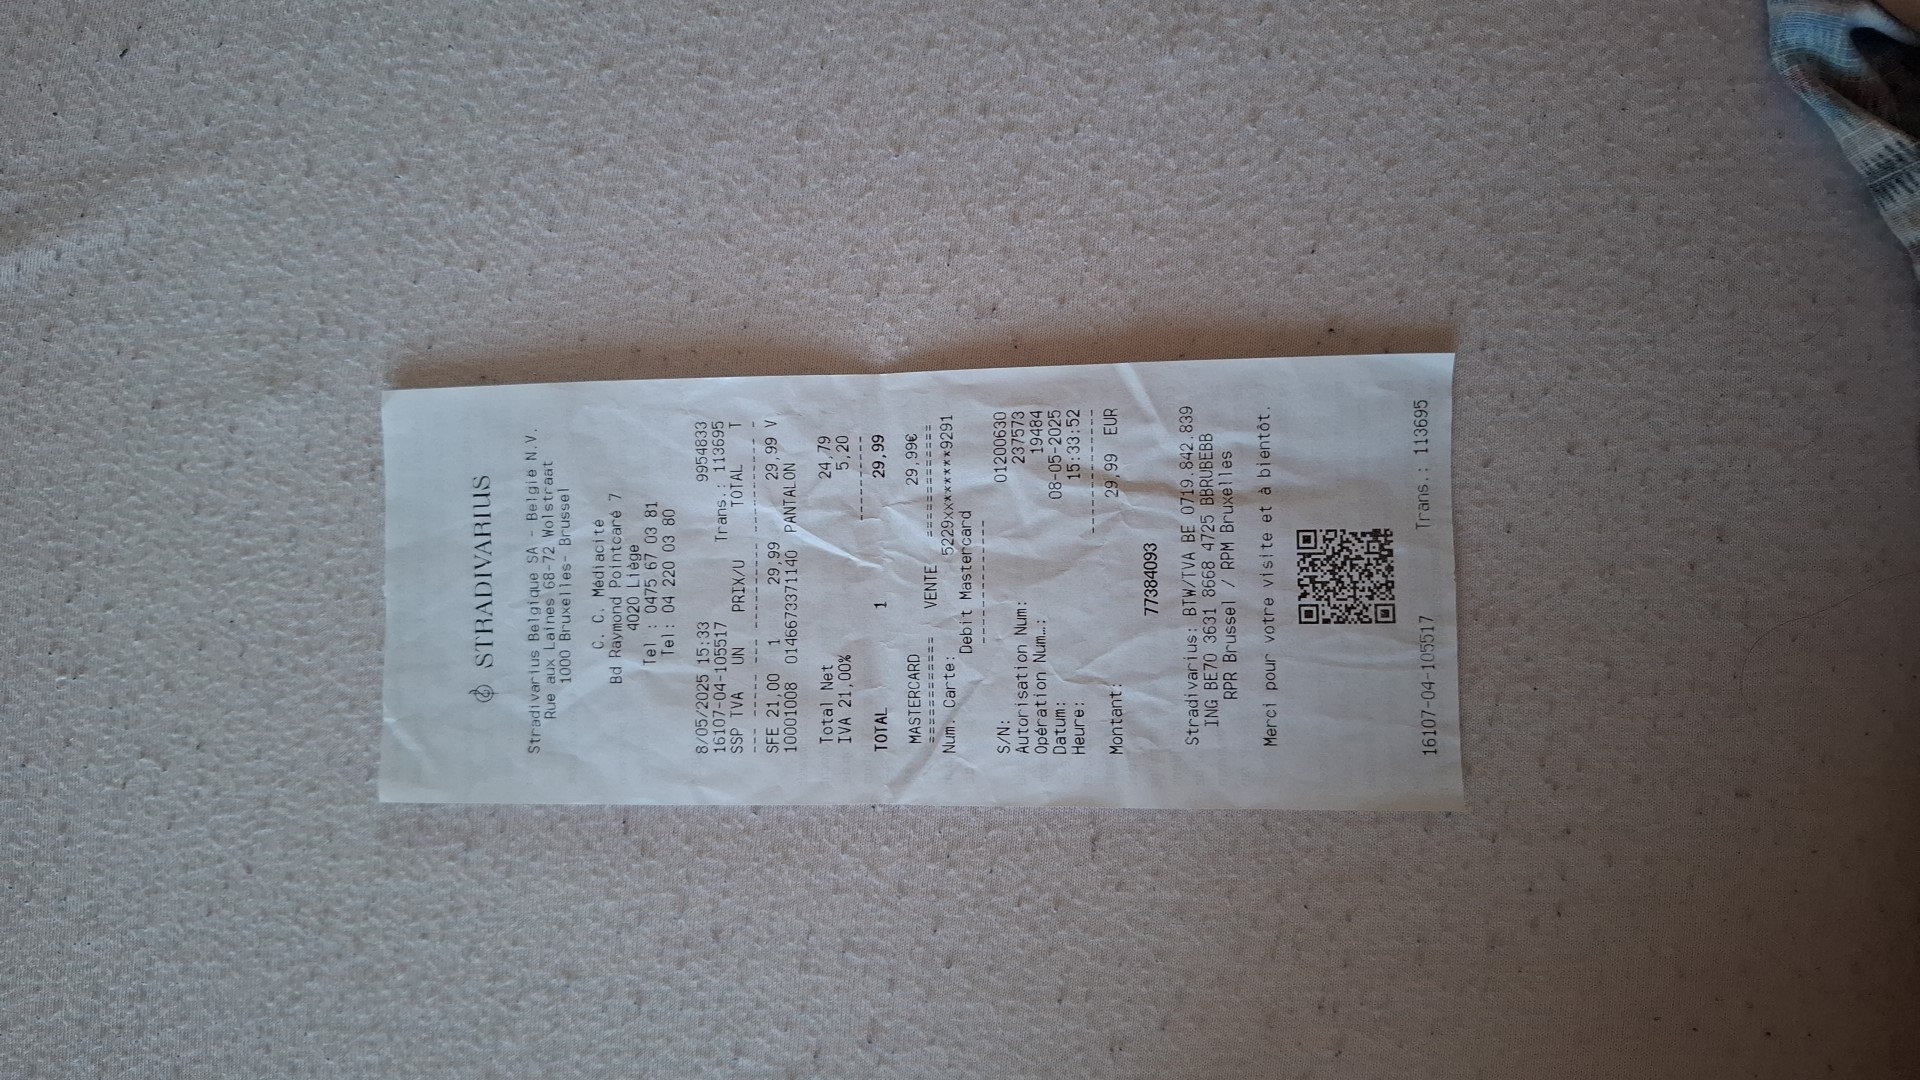 STRADIVARIUS
Stradivarius Belgique SA - België N.V.
Rue aux Laines 68-72 Wolstraat
1000 Bruxelles- Brussel
C. C. Médiacité
Bd Raymond Pointcaré 7
4020 Liège
Tel : 0475 67 03 81
Tel: 04 220 03 80
8/05/2025 15:33 9954833
16107-04-105517 Trans.: 113695
SSP TVA UN PRIX/U TOTAL T
SFE 21,00 1 29,99 29,99 V
10001008 01466733711​40 PANTALON
Total Net 24,79
IVA 21,00% 5,20
TOTAL 1 29,99
MASTERCARD 29,99€
========== VENTE ============
Num. Carte: 5229xxxxxxxxx9291
Debit Mastercard
S/N: 01200630
Autorisation Num: 237573
Opération Num…: 19484
Datum: 08-05-2025
Heure: 15:33:52
Montant: 29,99 EUR
77384093
Stradivarius: BTW/TVA BE 0719.842.839
ING BE70 3631 8668 4725 BBRUBEBB
RPR Brussel / RPM Bruxelles
Merci pour votre visite et à bientôt.
16107-04-105517 Trans.: 113695